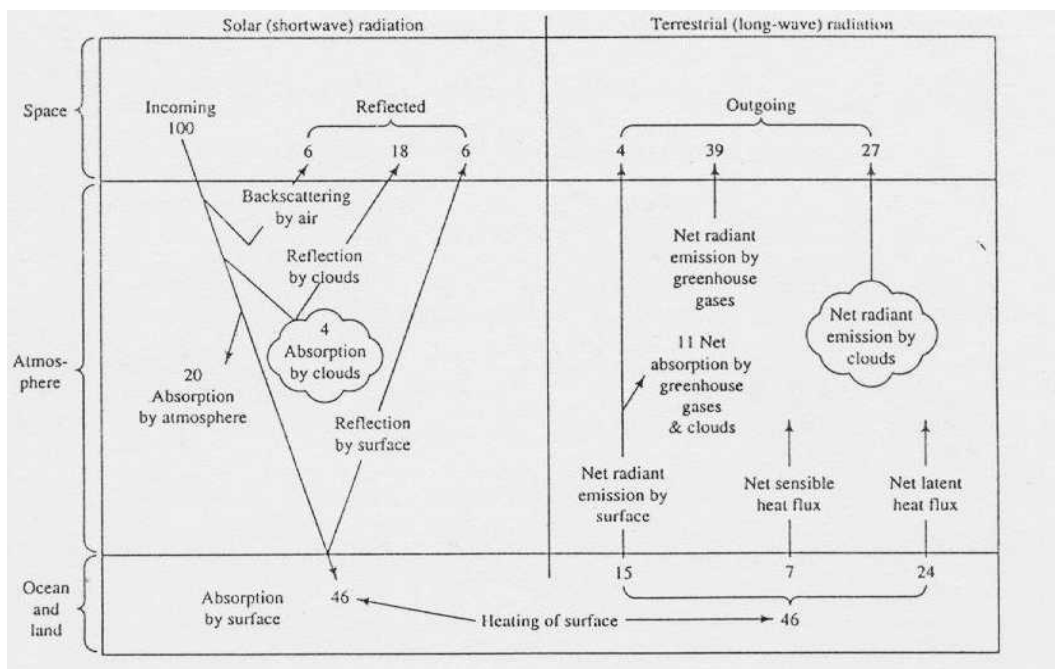 Solar (shortwave) radiation
Terrestrial (long-wave) radiation
Space
Incoming
100
Reflected
6
18
6
Outgoing
4
39
27
Backscattering
by air
Reflection
by clouds
4
Absorption
by clouds
20
Absorption
by atmosphere
Reflection
by surface
Atmos-
phere
Net radiant
emission by
greenhouse
gases
Net radiant
emission by
clouds
11 Net
absorption by
greenhouse
gases
& clouds
Net radiant
emission by
surface
Net sensible
heat flux
Net latent
heat flux
Ocean
and
land
Absorption
by surface
46
Heating of surface
15
7
24
46